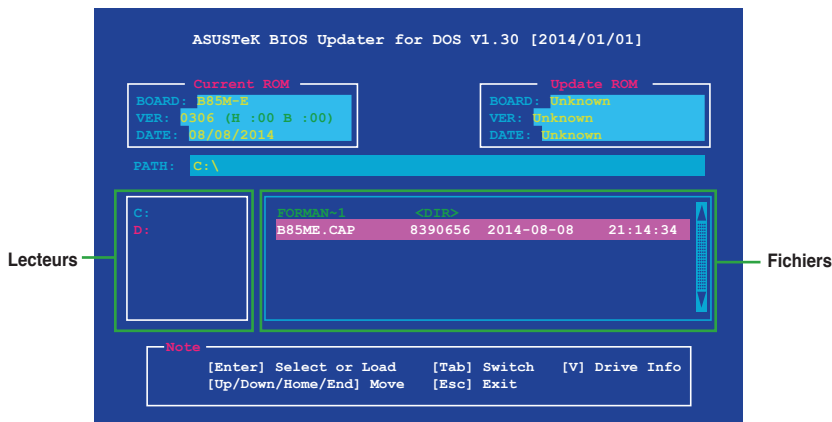 ASUSTeK BIOS Updater for DOS V1.30 [2014/01/01]
Current ROM
BOARD: B85M-E
VER: 0306 (H :00 B :00)
DATE: 08/08/2014
Update ROM
BOARD: Unknown
VER: Unknown
DATE: Unknown
PATH: C:\
Lecteurs
C:
D:
FORMAN~1 <DIR>
B85ME.CAP 8390656 2014-08-08 21:14:34
Fichiers
Note
[Enter] Select or Load [Tab] Switch [V] Drive Info
[Up/Down/Home/End] Move [Esc] Exit